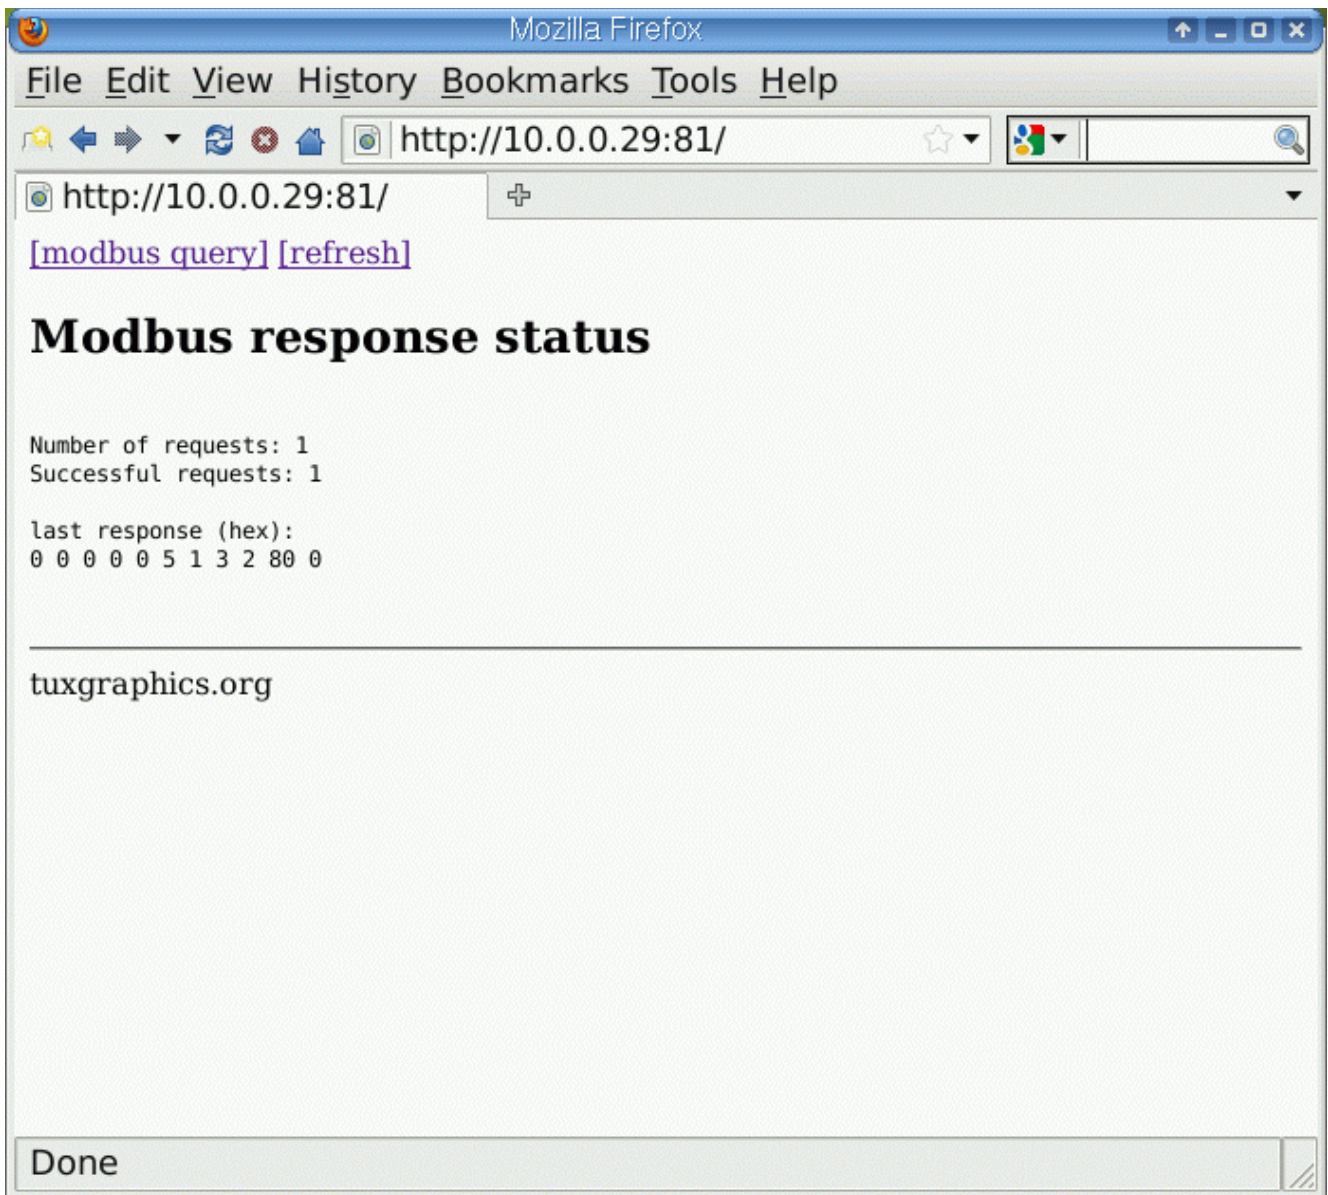 Mozilla Firefox
File Edit View History Bookmarks Tools Help
http://10.0.0.29:81/
http://10.0.0.29:81/
[modbus query] [refresh]
Modbus response status
Number of requests: 1
Successful requests: 1
last response (hex):
0 0 0 0 0 5 1 3 2 80 0
tuxgraphics.org
Done